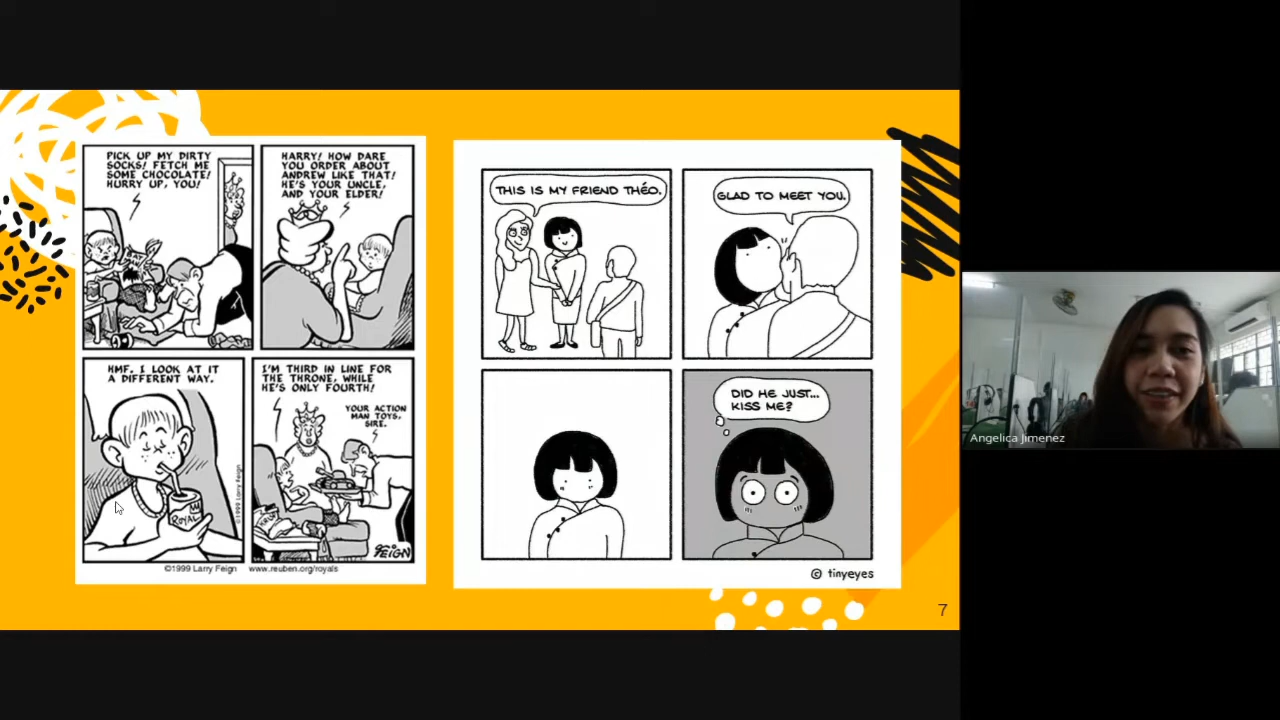 PICK UP MY DIRTY
SOCKS! FETCH ME
SOME CHOCOLATE!
HURRY UP, YOU!
HARRY! HOW DARE
YOU ORDER ABOUT
ANDREW LIKE THAT!
HE'S YOUR UNCLE,
AND YOUR ELDER!
HMF. I LOOK AT IT
A DIFFERENT WAY.
ROYAL
©1999 Larry Feign
I'M THIRD IN LINE FOR
THE THRONE, WHILE
HE'S ONLY FOURTH!
YOUR ACTION
MAN TOYS,
SIRE.
FEIGN
©1999 Larry Feign www.reuben.org/royals
THIS IS MY FRIEND THÉO.
GLAD TO MEET YOU.
DID HE JUST...
KISS ME?
© tinyeyes
7
Angelica Jimenez